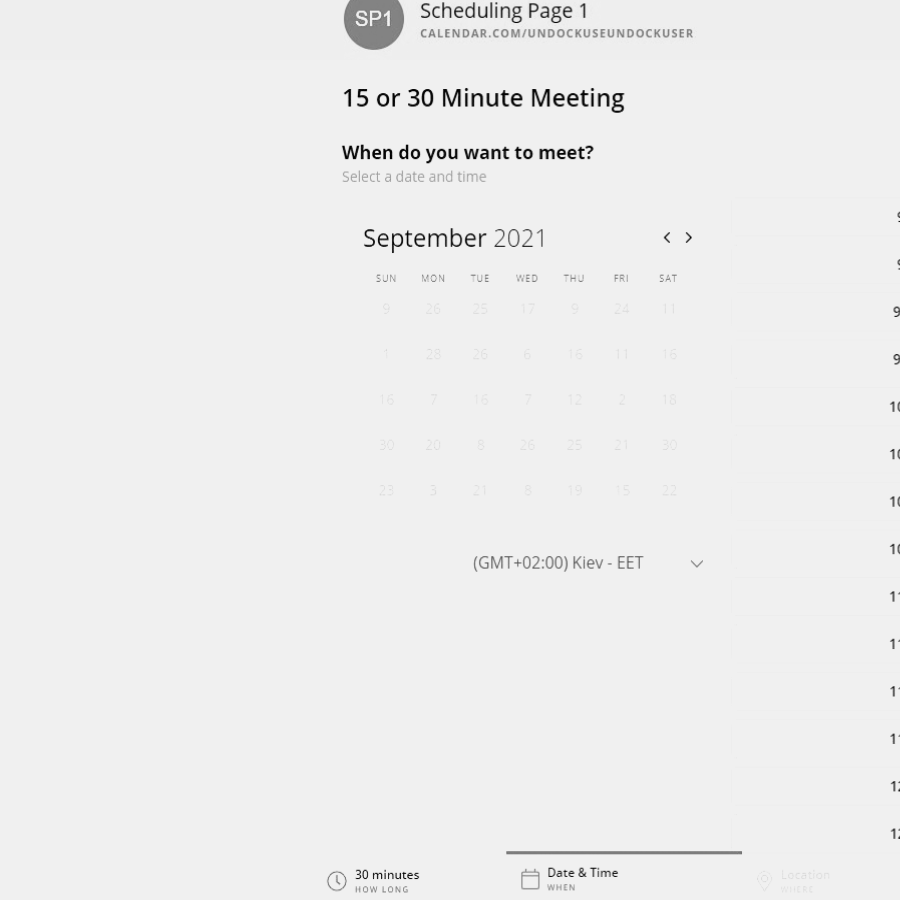 SP1
Scheduling Page 1
CALENDAR.COM/UNDOCKUSEUNDOCKUSER
15 or 30 Minute Meeting
When do you want to meet?
Select a date and time
September 2021
SUN MON TUE WED THU FRI SAT
9 26 25 17 9 24 11
1 28 26 6 16 11 16
16 7 16 7 12 2 18
30 20 8 26 25 21 30
23 3 21 8 19 15 22
(GMT+02:00) Kiev - EET
9
9
9
9
10
10
10
10
11
11
11
11
12
12
30 minutes
HOW LONG
Date & Time
WHEN
Location
WHERE